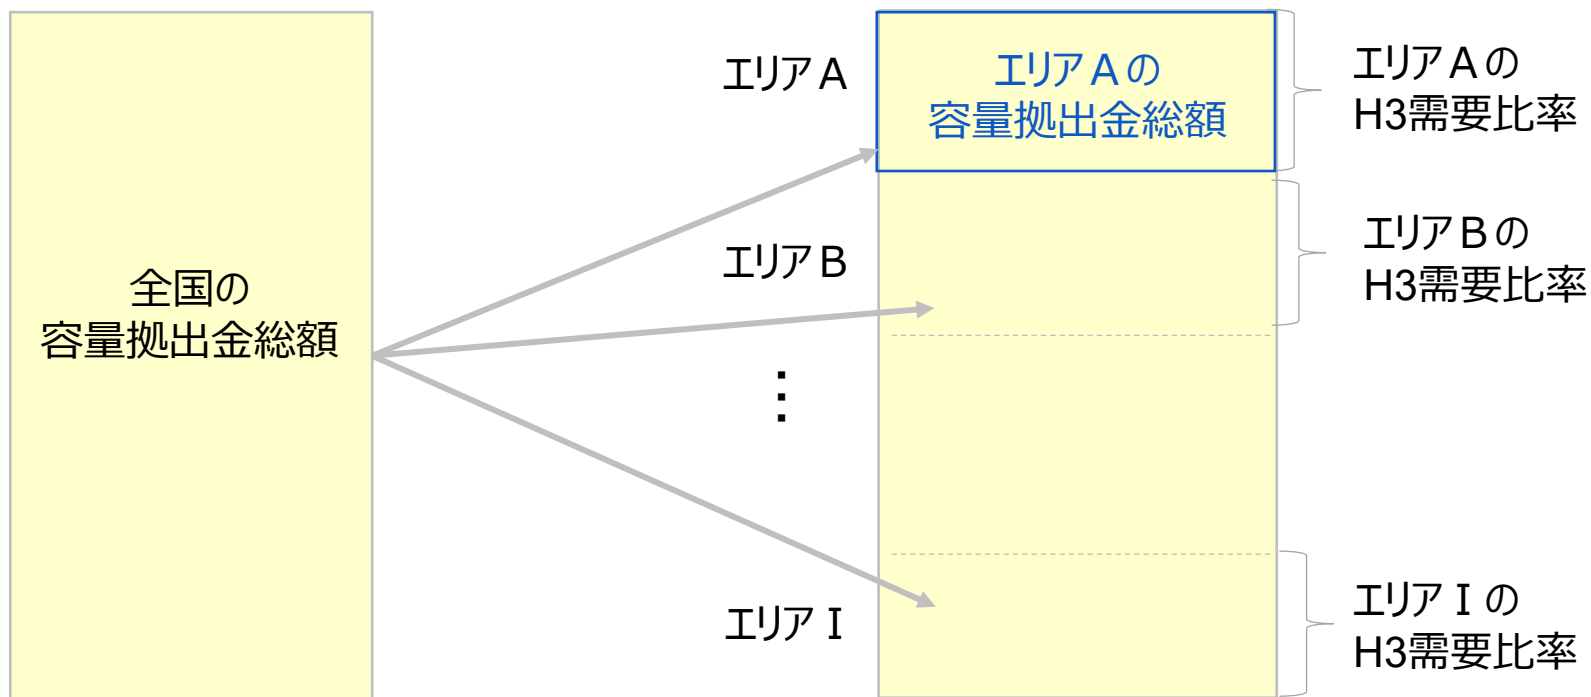 全国の
容量拠出金総額
エリアA
エリアB
⋮
エリアI
エリアAの
容量拠出金総額
エリアAの
H3需要比率
エリアBの
H3需要比率
エリアIの
H3需要比率